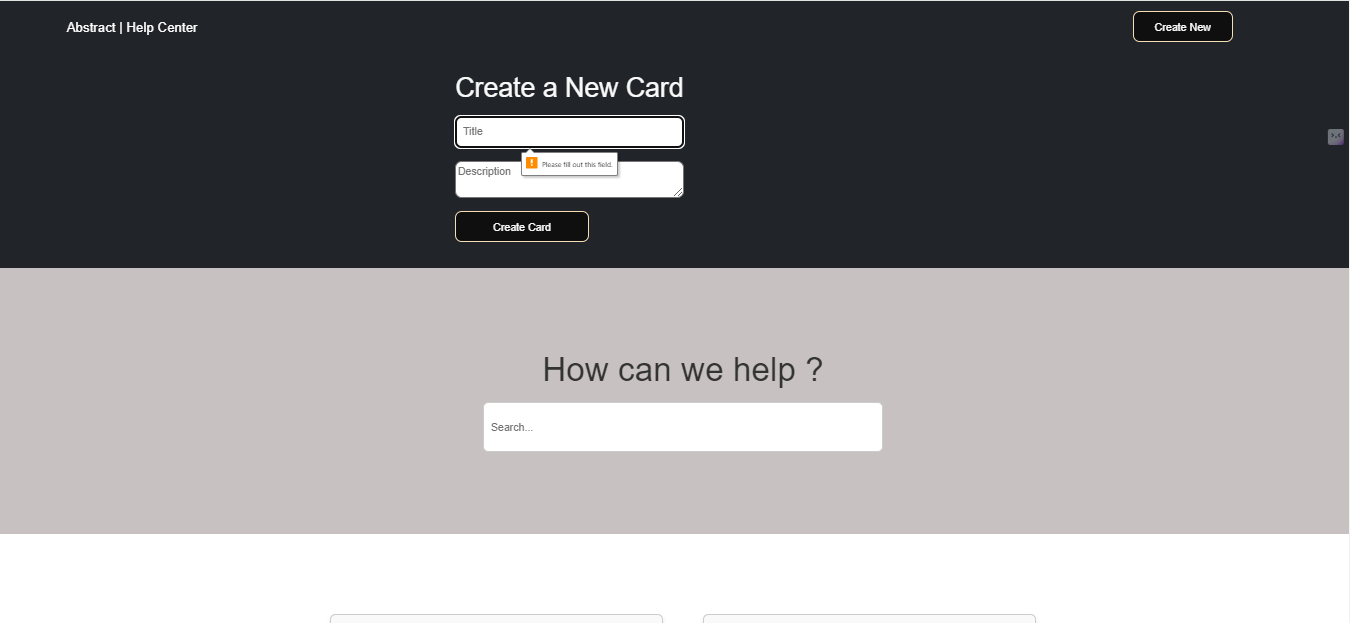 Abstract | Help Center
Create New
Create a New Card
Title
Please fill out this field.
Description
Create Card
How can we help ?
Search...